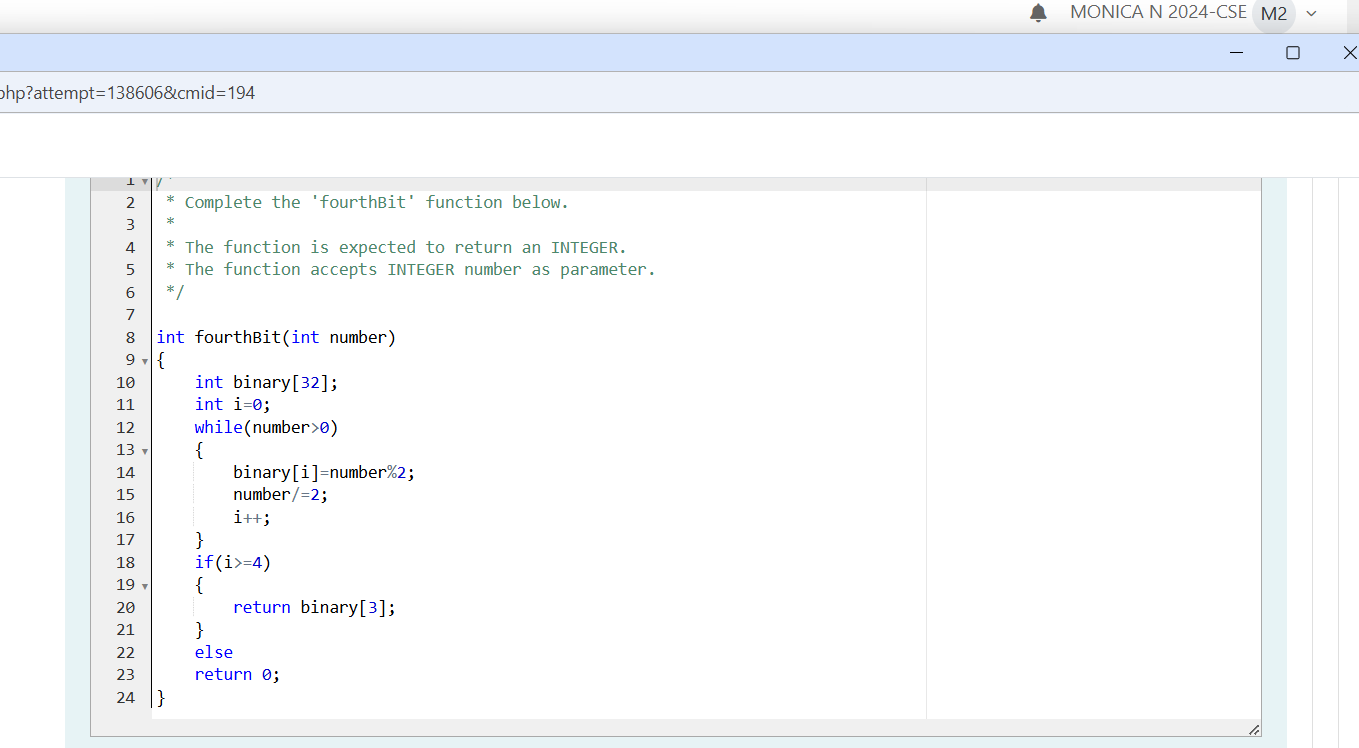 MONICA N 2024-CSE M2
php?attempt=138606&cmid=194
1 /*
2 * Complete the 'fourthBit' function below.
3 *
4 * The function is expected to return an INTEGER.
5 * The function accepts INTEGER number as parameter.
6 */
7
8 int fourthBit(int number)
9 {
10 int binary[32];
11 int i=0;
12 while(number>0)
13 {
14 binary[i]=number%2;
15 number/=2;
16 i++;
17 }
18 if(i>=4)
19 {
20 return binary[3];
21 }
22 else
23 return 0;
24 }